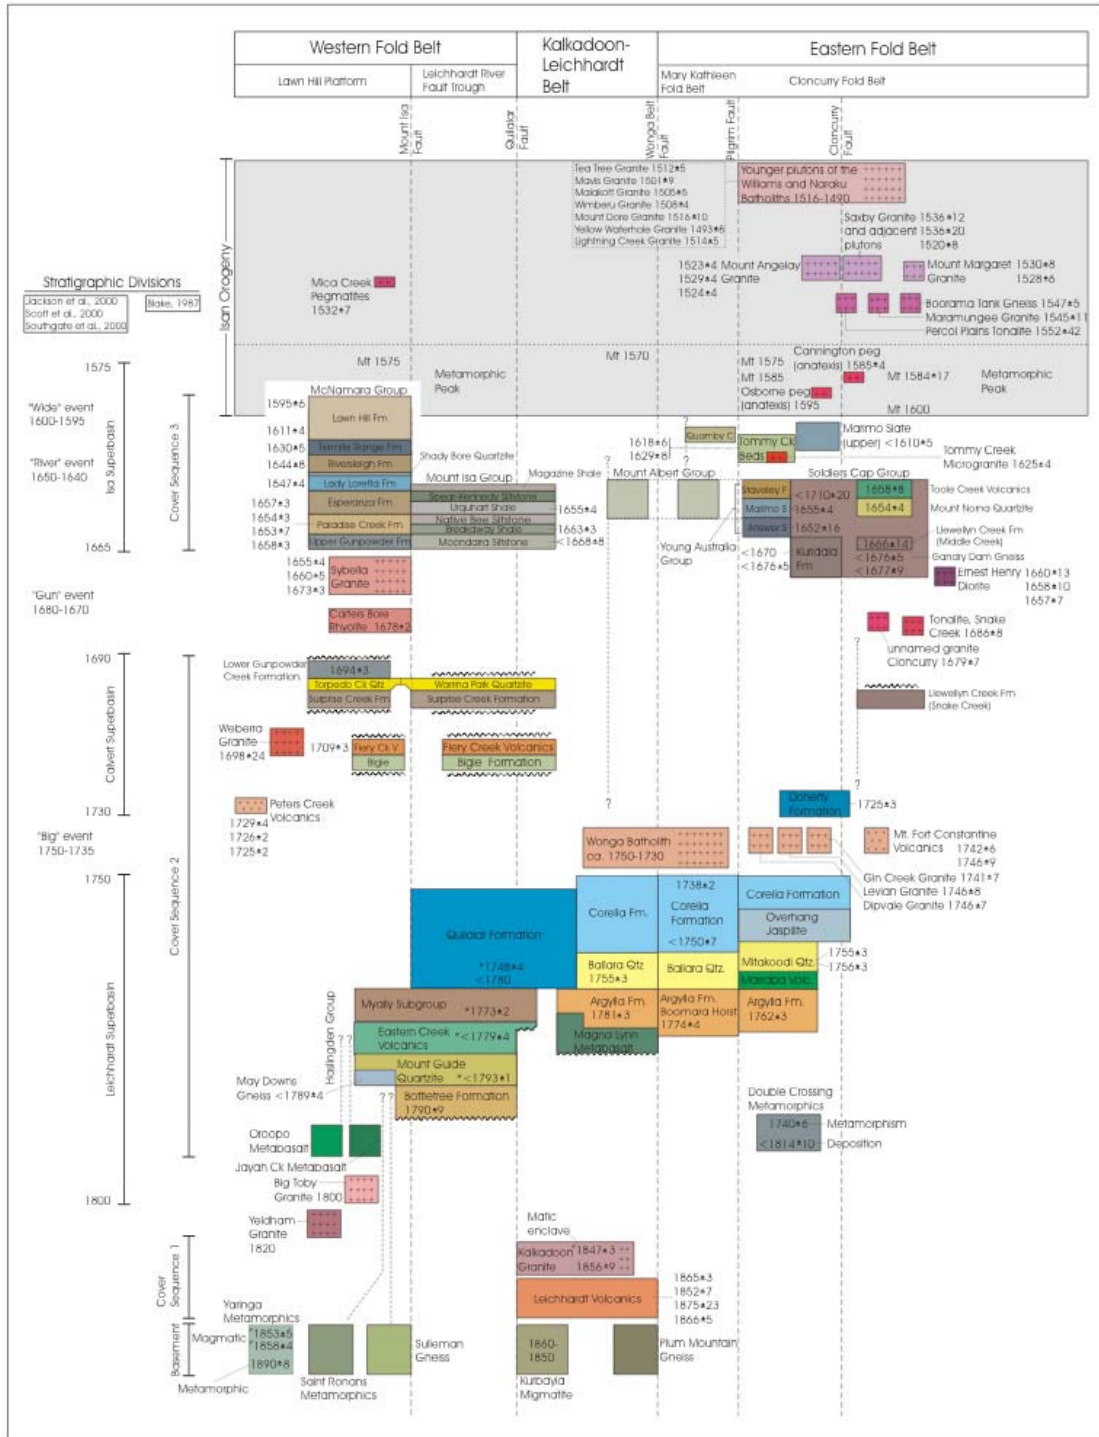 Western Fold Belt
Kalkadoon-
Leichhardt
Belt
Eastern Fold Belt
Lawn Hill Platform
Leichhardt River
Fault Trough
Mary Kathleen
Fold Belt
Cloncurry Fold Belt
Mount Isa
Fault
Quilalar
Fault
Wonga Belt
Fault
Pilgrim Fault
Cloncurry
Fault
Isan Orogeny
Tea Tree Granite 1512±5
Mavis Granite 1501±9
Malakoff Granite 1505±5
Wimberu Granite 1508±4
Mount Dore Granite 1516±10
Yellow Waterhole Granite 1493±8
Lightning Creek Granite 1514±5
Younger plutons of the
Williams and Naraku
Batholiths 1516-1490
Saxby Granite 1536±12
and adjacent 1536±20
plutons 1520±8
1523±4 Mount Angelay
1529±4 Granite
1524±4
Mount Margaret 1530±8
Granite 1528±6
Boorama Tank Gneiss 1547±5
Maramungee Granite 1545±11
Percol Plains Tonalite 1552±42
Mica Creek
Pegmatites
1532±7
Stratigraphic Divisions
Jackson et al., 2000
Scott et al., 2000
Southgate et al., 2000
Blake, 1987
Mt 1575
Metamorphic
Peak
Mt 1570
Mt 1575
Mt 1585
Cannington peg
(anatexis) 1585±4
Osborne peg
(anatexis) 1595
Mt 1584±17
Metamorphic
Peak
Mt 1600
1575
"Wide" event
1600-1595
"River" event
1650-1640
Isa Superbasin
Cover Sequence 3
1665
"Gun" event
1680-1670
McNamara Group
1595±6
Lawn Hill Fm
1611±4
1630±5
Termite Range Fm
1644±8
Riversleigh Fm
1647±4
Lady Loretta Fm
Shady Bore Quartzite
1657±3
Esperanza Fm
1654±3
1653±7
Paradise Creek Fm
1658±3
Upper Gunpowder Fm
Mount Isa Group
Magazine Shale
Spear-Kennedy Siltstone
Urquhart Shale
1655±4
Native Bee Siltstone
Breakaway Shale
1663±3
Moondarra Siltstone
<1668±8
1618±6
1629±8
Quamby C.
Mount Albert Group
Tommy Ck
Beds
Marimo Slate
(upper) <1610±5
Tommy Creek
Microgranite 1625±4
Soldiers Cap Group
Staveley F.
Marimo S
Answer S
Young Australia
Group
<1710±20
1655±4
1652±16
<1670
<1676±5
Kuridala
Fm
1658±8
1654±4
1666±14
<1676±5
<1677±9
Toole Creek Volcanics
Mount Norna Quartzite
Llewellyn Creek Fm
(Middle Creek)
Gandry Dam Gneiss
Ernest Henry 1660±13
Diorite 1658±10
1657±7
1655±4
1660±5
1673±3
Sybella
Granite
Carters Bore
Rhyolite 1678±2
Tonalite, Snake
Creek 1686±8
unnamed granite
Cloncurry 1679±7
Llewellyn Creek Fm
(Snake Creek)
1690
Calvert Superbasin
1730
Lower Gunpowder
Creek Formation
1694±3
Torpedo Ck Qtz
Surprise Creek Fm
Warrina Park Quartzite
Surprise Creek Formation
Weberra
Granite
1698±24
1709±3
Fiery Ck V.
Bigie
Fiery Creek Volcanics
Bigie Formation
Peters Creek
Volcanics
1729±4
1726±2
1725±2
Doherty
Formation
1725±3
"Big" event
1750-1735
Cover Sequence 2
Wonga Batholith
ca. 1750-1730
Mt. Fort Constantine
Volcanics
1742±6
1746±9
Gin Creek Granite 1741±7
Levian Granite 1746±8
Dipvale Granite 1746±7
1750
Leichhardt Superbasin
1800
Quilalar Formation
*1748±4
<1780
Corella Fm.
1738±2
Corella
Formation
<1750±7
Corella Formation
Overhang
Jaspilite
Ballara Qtz
1755±3
Ballara Qtz.
Mitakoodi Qtz.
1755±3
1756±3
Marraba Volc.
Argylla Fm.
1781±3
Argylla Fm.
Boomara Horst
1774±4
Argylla Fm.
1762±3
Magna Lynn
Metabasalt
Haslingden Group
Myally Subgroup *1773±2
Eastern Creek
Volcanics *<1779±4
Mount Guide
Quartzite *<1793±1
May Downs
Gneiss <1789±4
Bottletree Formation
1790±9
Oroopo
Metabasalt
Jayah Ck Metabasalt
Big Toby
Granite 1800
Yeldham
Granite
1820
Double Crossing
Metamorphics
1740±6
Metamorphism
<1814±10
Deposition
Cover
Sequence 1
Mafic
enclave
Kalkadoon
Granite
*1847±3
1856±9
Leichhardt Volcanics
1865±3
1852±7
1875±23
1866±5
Basement
Yaringa
Metamorphics
Magmatic
*1853±5
*1858±4
1890±8
Metamorphic
Saint Ronans
Metamorphics
Sulieman
Gneiss
1860-
1850
Kurbayia
Migmatite
Plum Mountain
Gneiss